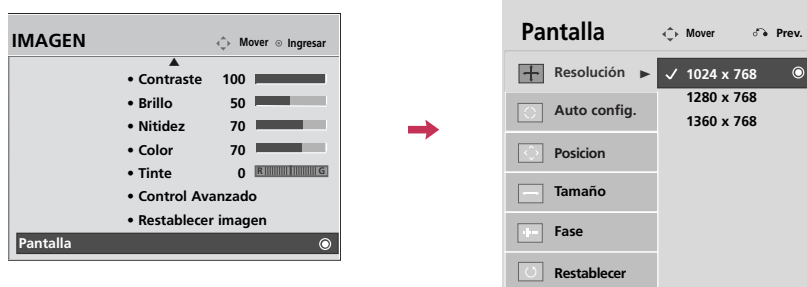 IMAGEN Mover Ingresar
• Contraste 100
• Brillo 50
• Nitidez 70
• Color 70
• Tinte 0 R G
• Control Avanzado
• Restablecer imagen
Pantalla
Pantalla Mover Prev.
Resolución ► ✓ 1024 x 768
1280 x 768
1360 x 768
Auto config.
Posicion
Tamaño
Fase
Restablecer